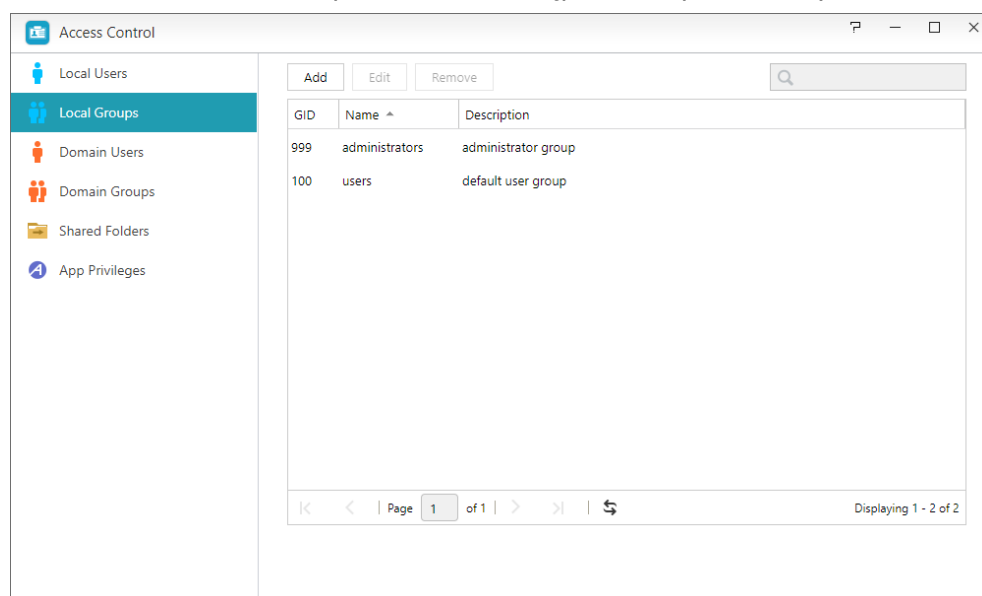 Access Control
Local Users
Local Groups
Domain Users
Domain Groups
Shared Folders
App Privileges
Add Edit Remove
GID Name Description
999 administrators administrator group
100 users default user group
Page 1 of 1
Displaying 1 - 2 of 2